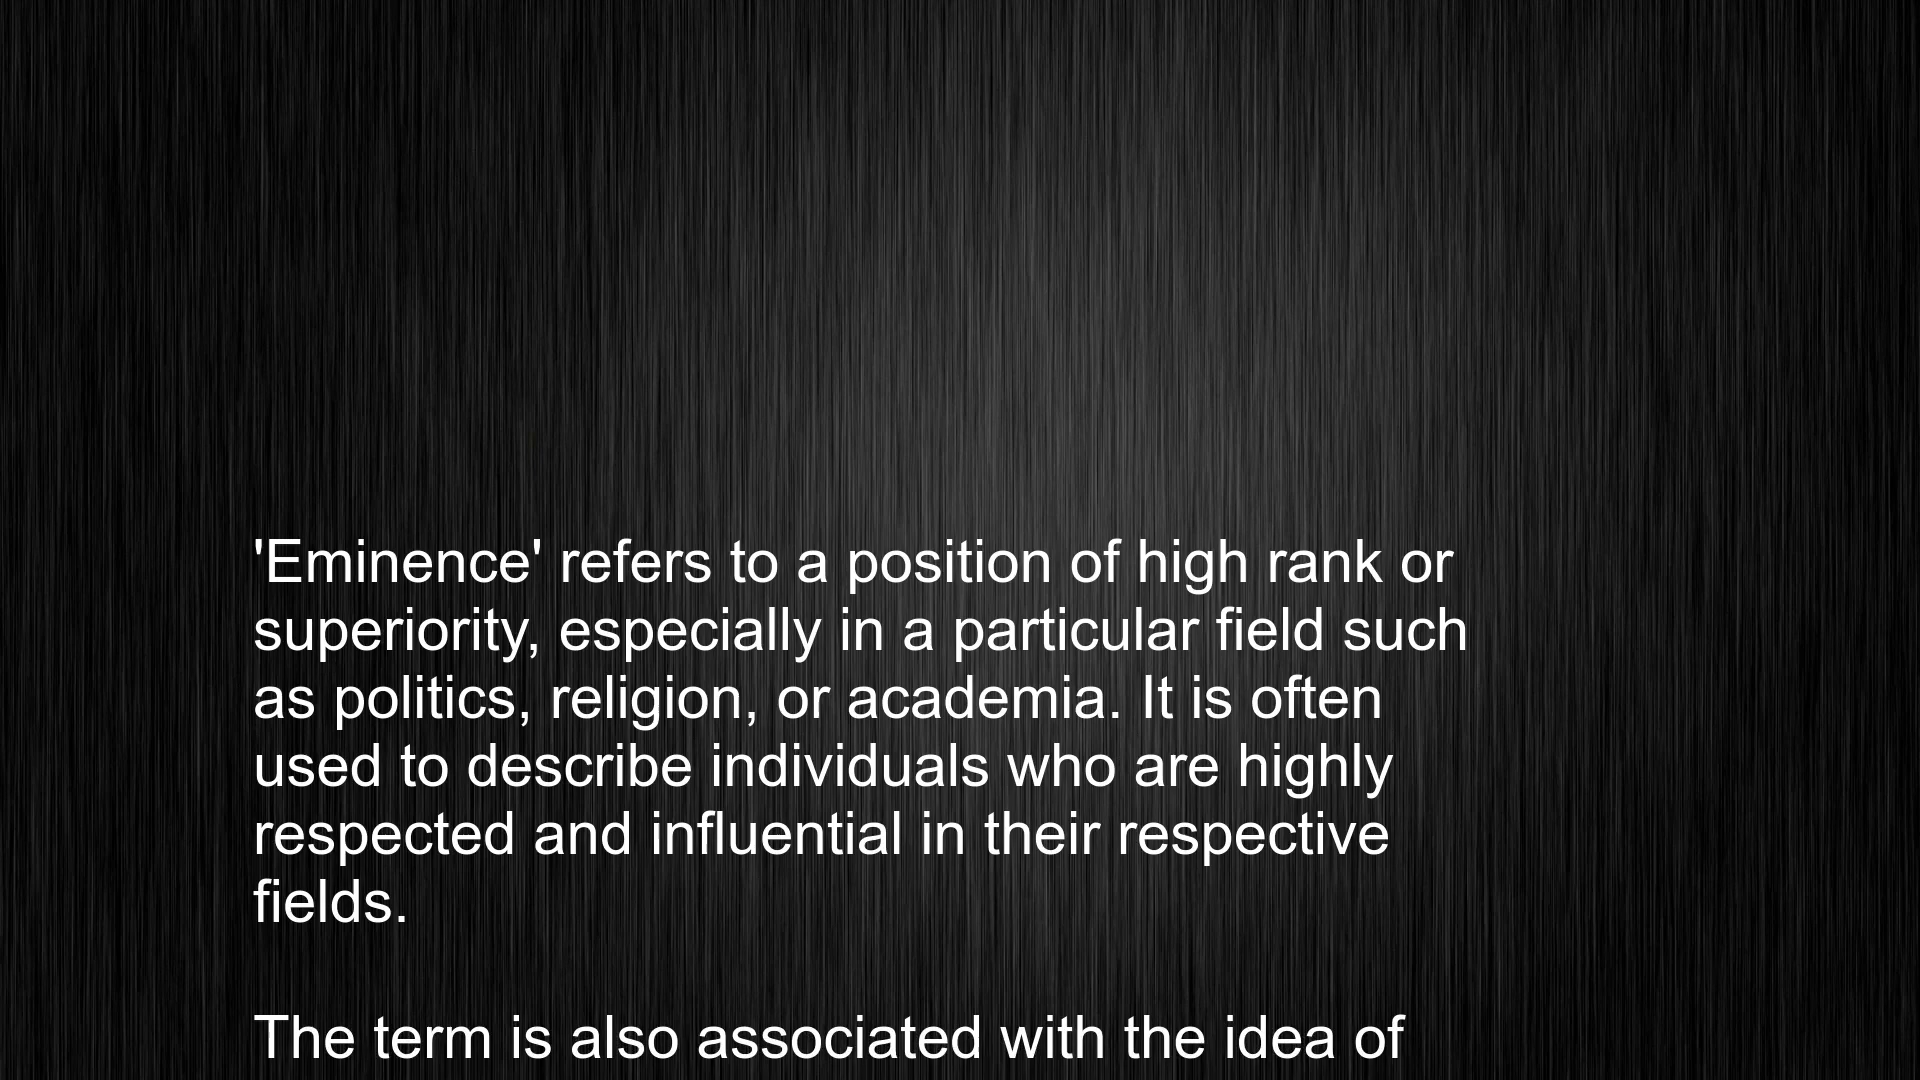 'Eminence' refers to a position of high rank or
superiority, especially in a particular field such
as politics, religion, or academia. It is often
used to describe individuals who are highly
respected and influential in their respective
fields.
The term is also associated with the idea of